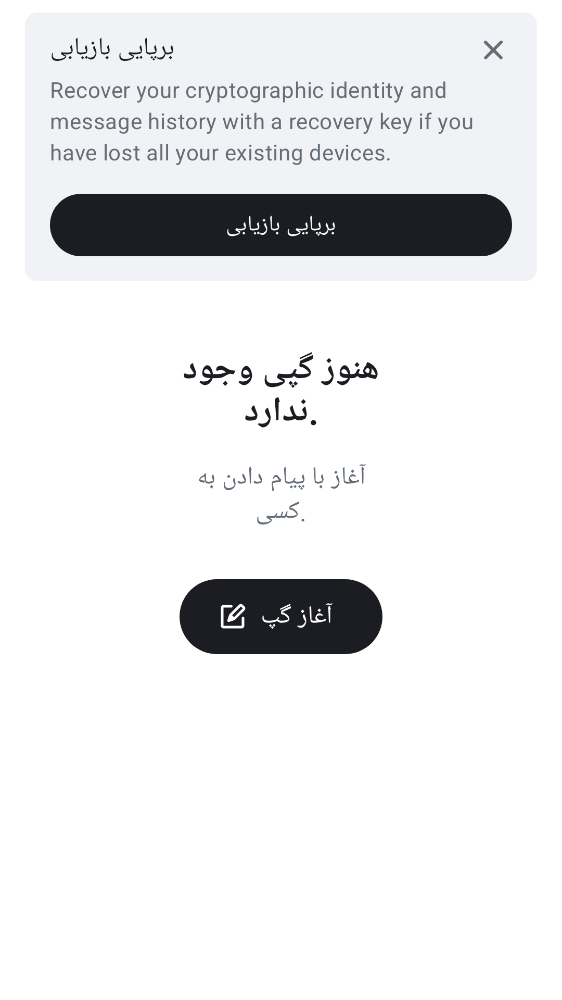 برپایی بازیابی
Recover your cryptographic identity and
message history with a recovery key if you
have lost all your existing devices.
برپایی بازیابی
هنوز گپی وجود
ندارد.
آغاز با پیام دادن به
کسی.
آغاز گپ